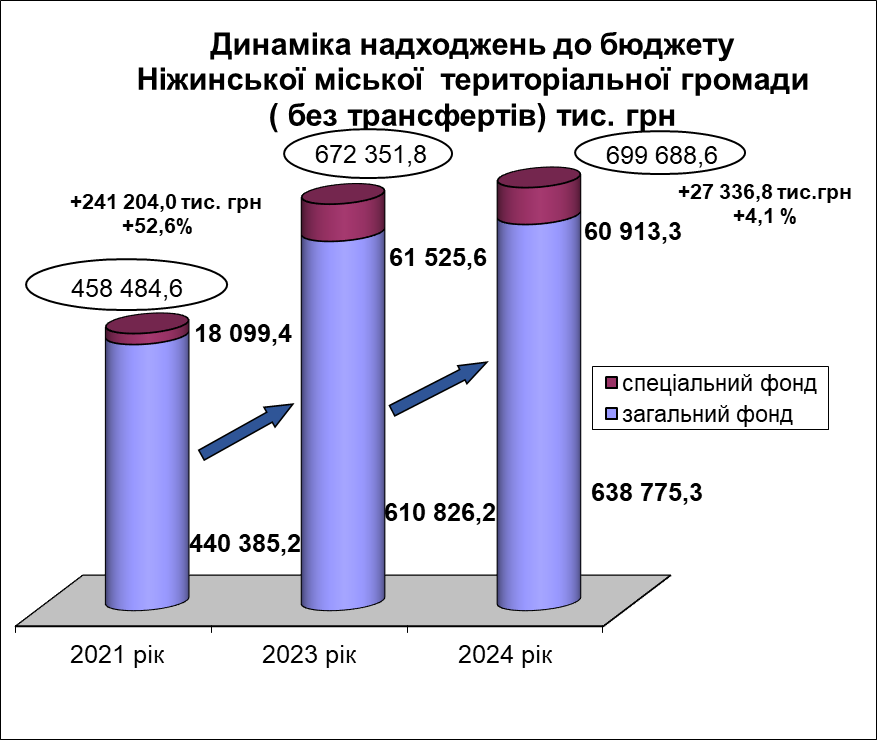 Динаміка надходжень до бюджету
Ніжинської міської територіальної громади
( без трансфертів) тис. грн
672 351,8
699 688,6
+241 204,0 тис. грн
+52,6%
+27 336,8 тис.грн
+4,1 %
61 525,6
60 913,3
458 484,6
18 099,4
спеціальний фонд
загальний фонд
440 385,2
610 826,2
638 775,3
2021 рік
2023 рік
2024 рік